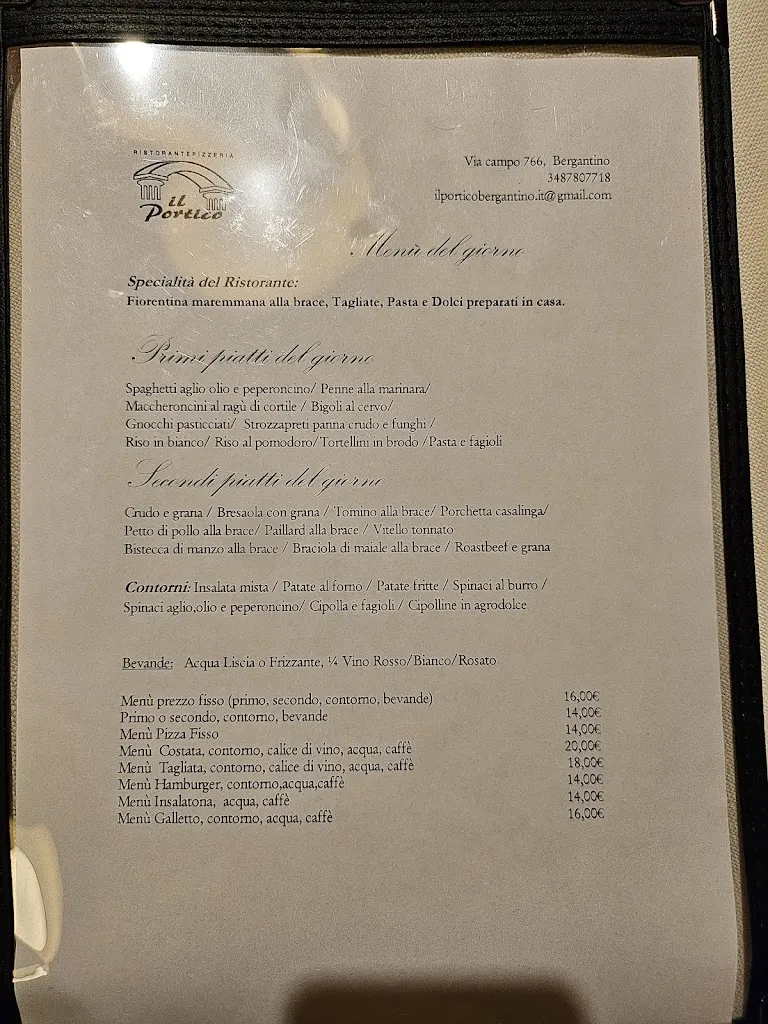 RISTORANTEPIZZERIA
il
Portico
Via campo 766, Bergantino
3487807718
ilporticobergantino.it@gmail.com
Menù del giorno
Specialità del Ristorante:
Fiorentina maremmana alla brace, Tagliate, Pasta e Dolci preparati in casa.
Primi piatti del giorno
Spaghetti aglio olio e peperoncino/ Penne alla marinara/
Maccheroncini al ragù di cortile / Bigoli al cervo/
Gnocchi pasticciati/ Strozzapreti panna crudo e funghi /
Riso in bianco/ Riso al pomodoro/Tortellini in brodo /Pasta e fagioli
Secondi piatti del giorno
Crudo e grana / Bresaola con grana / Tomino alla brace/ Porchetta casalinga/
Petto di pollo alla brace/ Paillard alla brace / Vitello tonnato
Bistecca di manzo alla brace / Braciola di maiale alla brace / Roastbeef e grana
Contorni: Insalata mista / Patate al forno / Patate fritte / Spinaci al burro /
Spinaci aglio,olio e peperoncino/ Cipolla e fagioli / Cipolline in agrodolce
Bevande: Acqua Liscia o Frizzante, ¼ Vino Rosso/Bianco/Rosato
Menù prezzo fisso (primo, secondo, contorno, bevande) 16,00€
Primo o secondo, contorno, bevande 14,00€
Menù Pizza Fisso 14,00€
Menù Costata, contorno, calice di vino, acqua, caffè 20,00€
Menù Tagliata, contorno, calice di vino, acqua, caffè 18,00€
Menù Hamburger, contorno,acqua,caffè 14,00€
Menù Insalatona, acqua, caffè 14,00€
Menù Galletto, contorno, acqua, caffè 16,00€